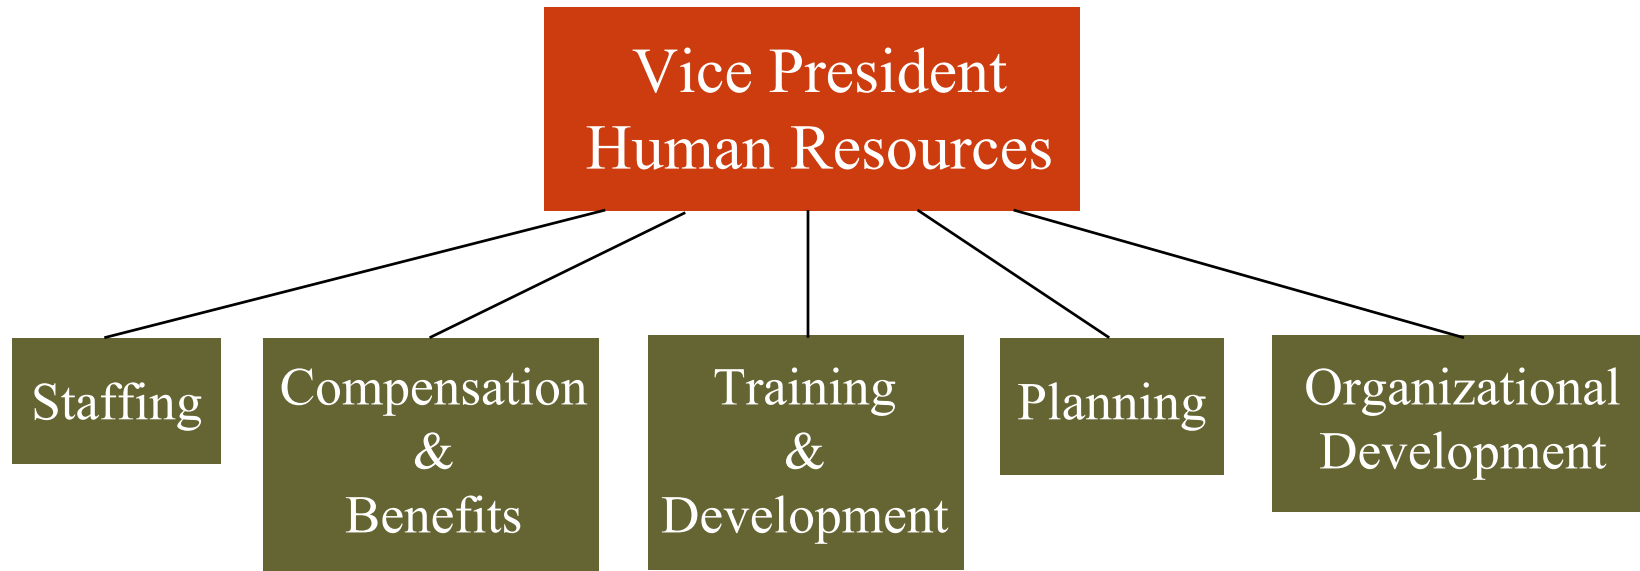 Vice President
Human Resources
Staffing
Compensation
&
Benefits
Training
&
Development
Planning
Organizational
Development